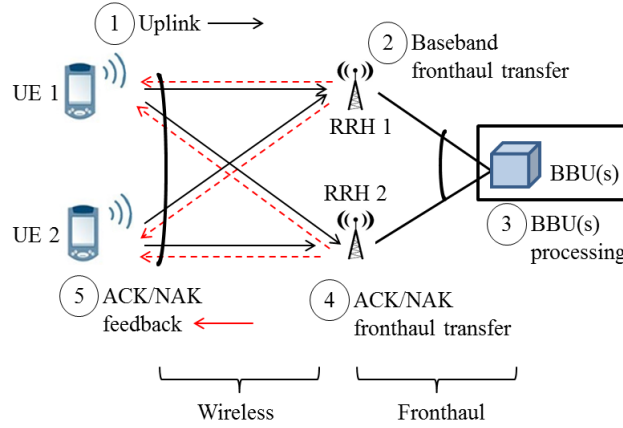 1 Uplink
2 Baseband
fronthaul transfer
UE 1
RRH 1
BBU(s)
RRH 2
UE 2
3 BBU(s)
processing
5 ACK/NAK
feedback
4 ACK/NAK
fronthaul transfer
Wireless
Fronthaul